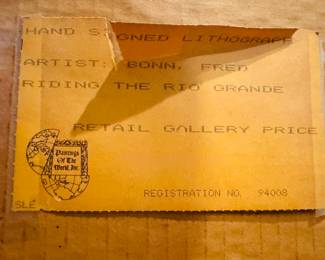 HAND SIGNED LITHOGRAPH
ARTIST: BONN, FRED
RIDING THE RIO GRANDE
RETAIL GALLERY PRICE
Paintings
Of The
World, Inc.
REGISTRATION NO. 94008
SLE